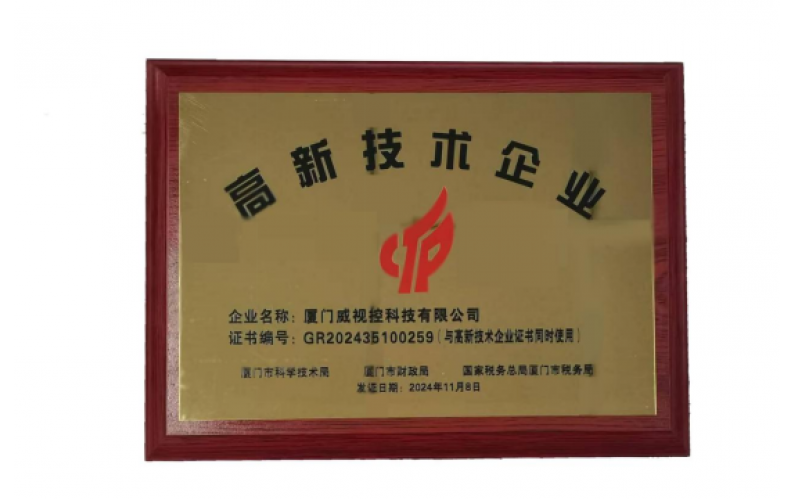 高新技术企业
企业名称：厦门威视控科技有限公司
证书编号：GR202435100259（与高新技术企业证书同时使用）
厦门市科学技术局 厦门市财政局 国家税务总局厦门市税务局
发证日期：2024年11月8日